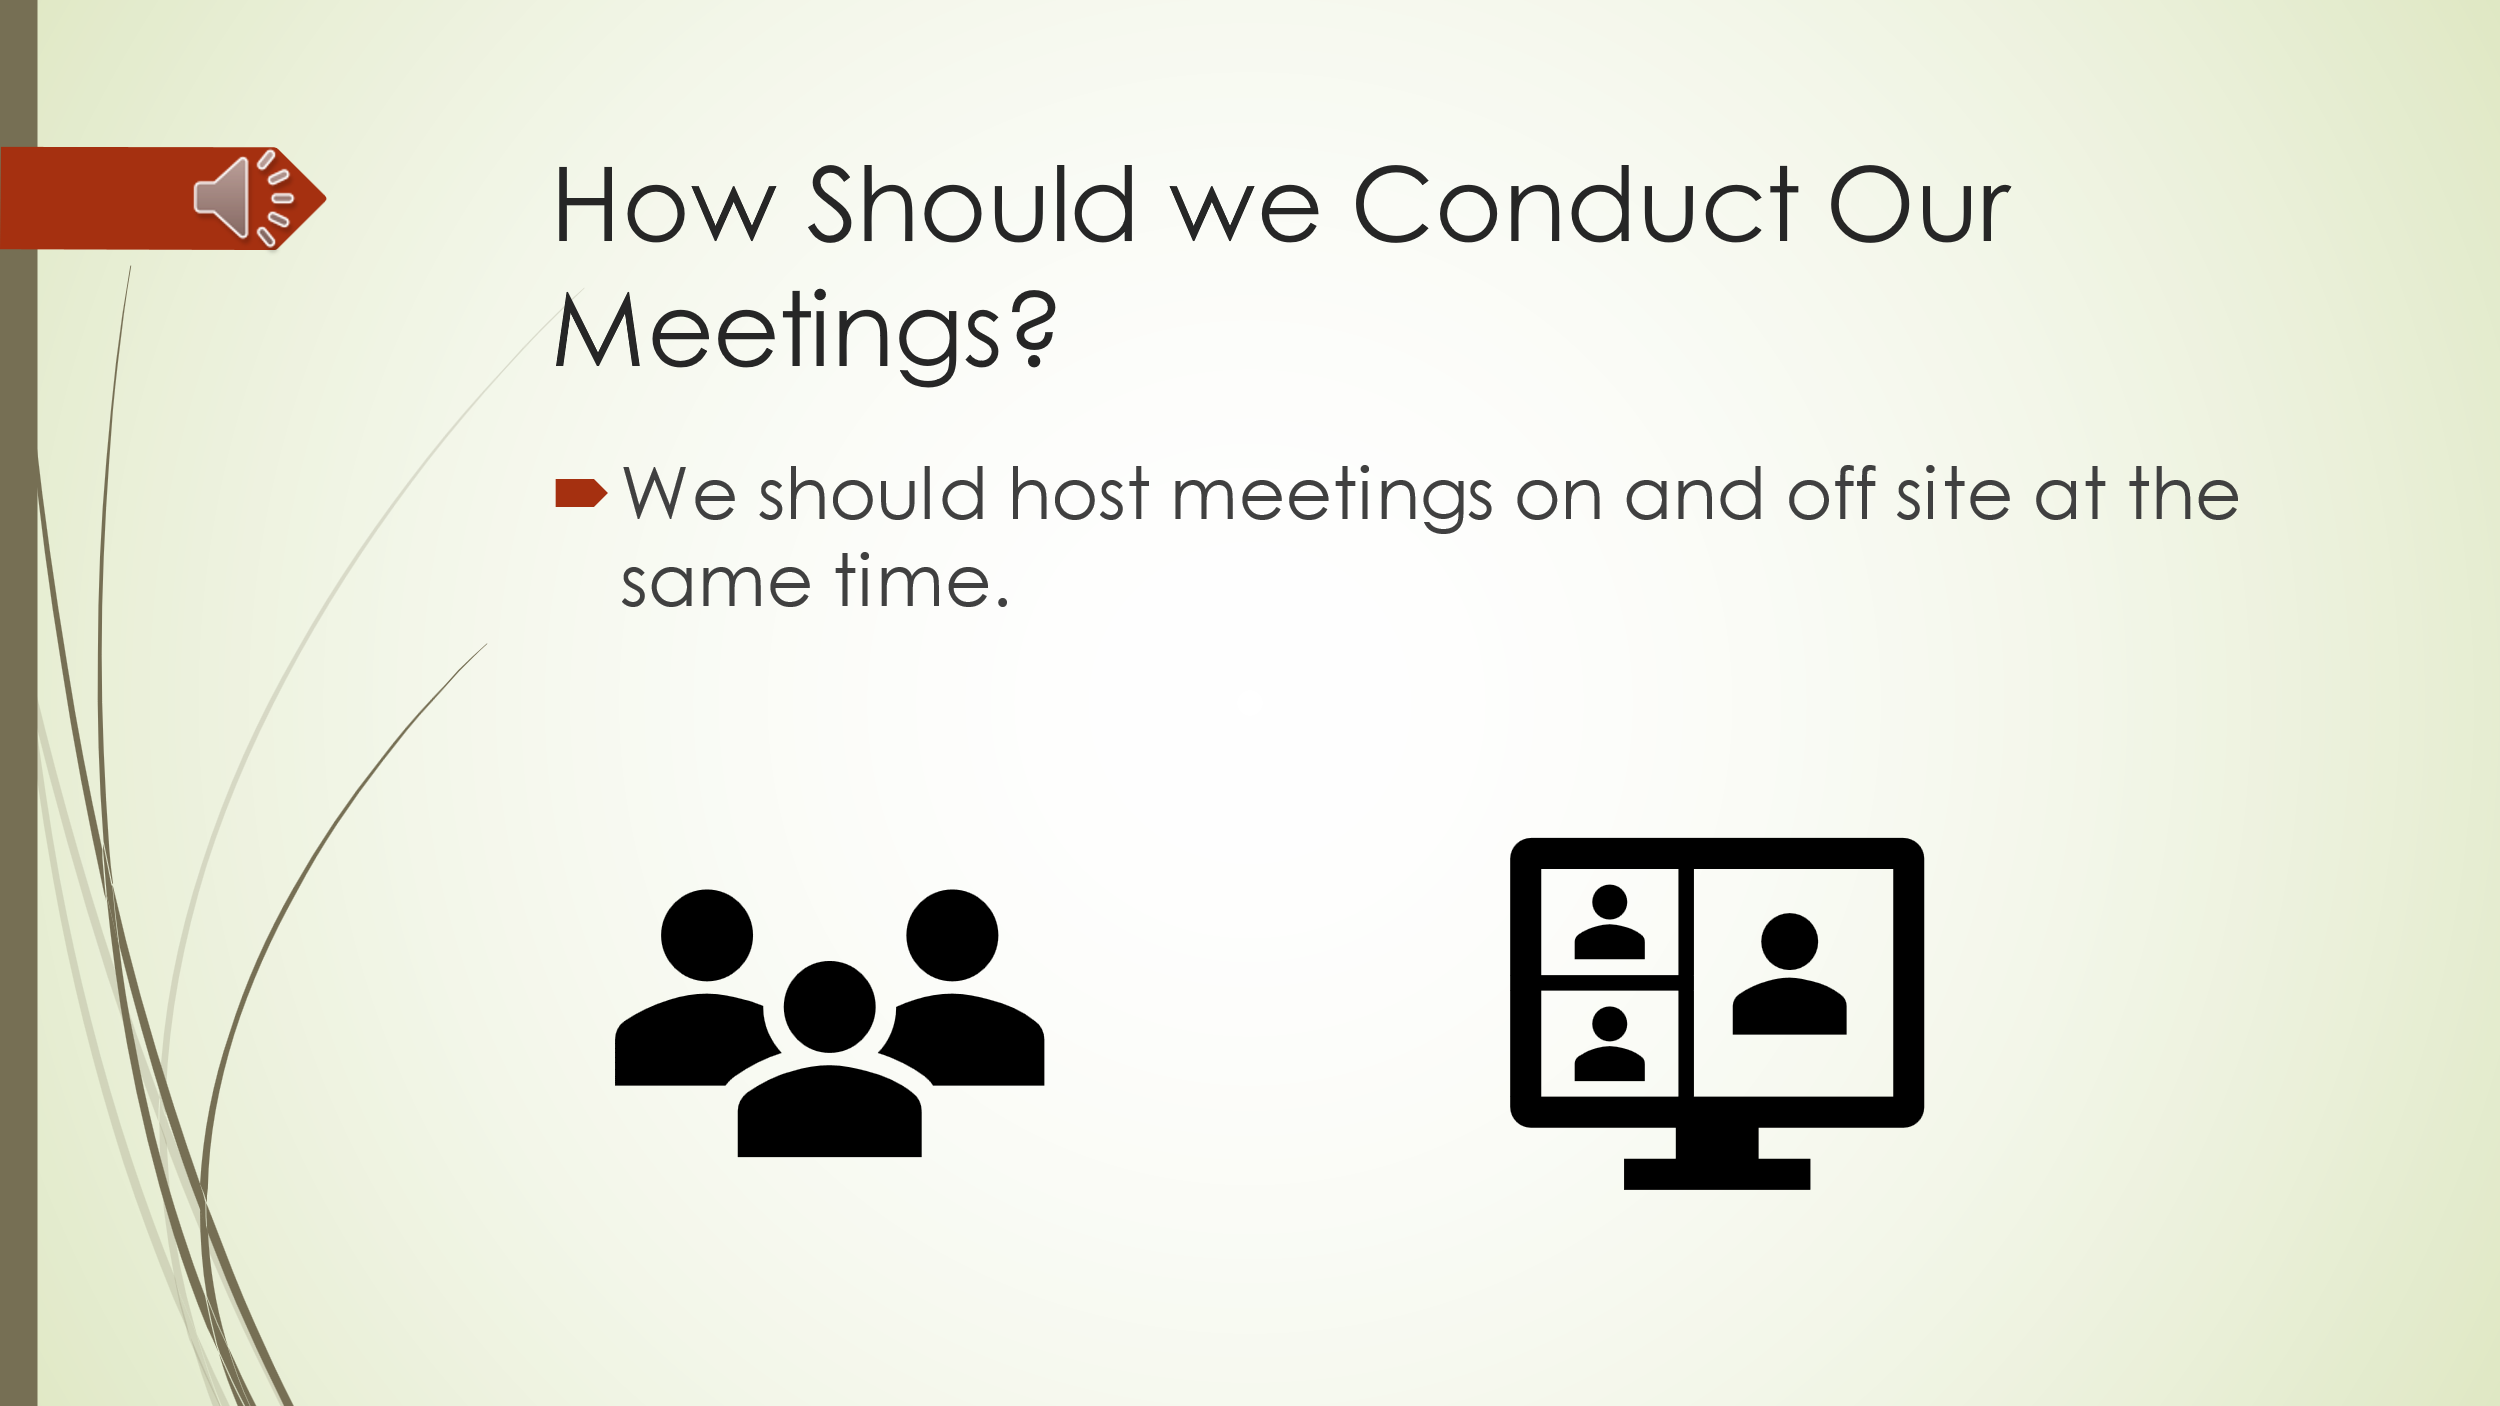 How Should we Conduct Our
Meetings?
We should host meetings on and off site at the
same time.